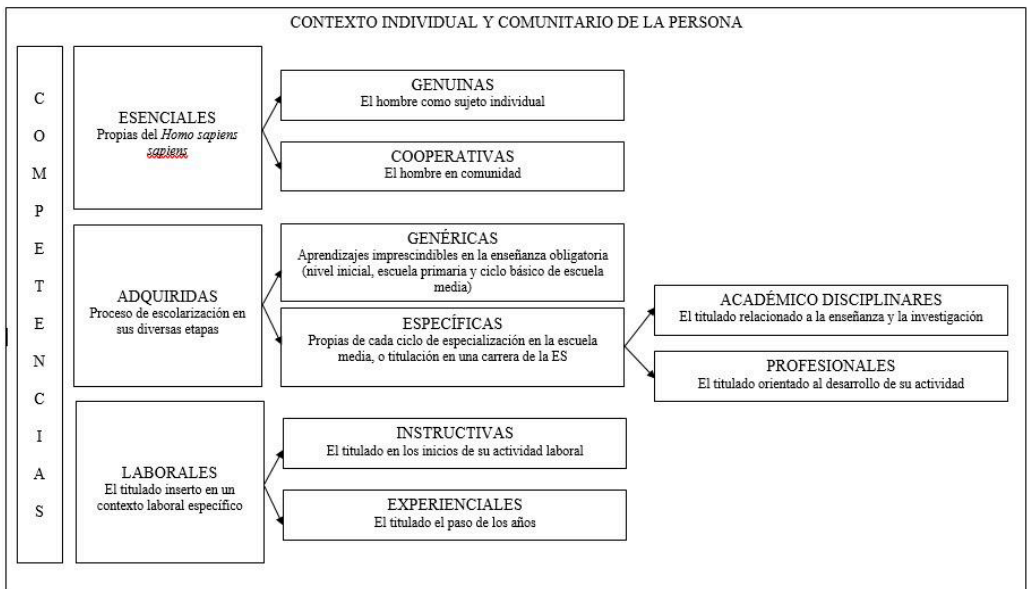 CONTEXTO INDIVIDUAL Y COMUNITARIO DE LA PERSONA
C
O
M
P
E
T
E
N
C
I
A
S
ESENCIALES
Propias del Homo sapiens
sapiens
GENUINAS
El hombre como sujeto individual
COOPERATIVAS
El hombre en comunidad
ADQUIRIDAS
Proceso de escolarización en
sus diversas etapas
GENÉRICAS
Aprendizajes imprescindibles en la enseñanza obligatoria
(nivel inicial, escuela primaria y ciclo básico de escuela
media)
ESPECÍFICAS
Propias de cada ciclo de especialización en la escuela
media, o titulación en una carrera de la ES
ACADÉMICO DISCIPLINARES
El titulado relacionado a la enseñanza y la investigación
PROFESIONALES
El titulado orientado al desarrollo de su actividad
LABORALES
El titulado inserto en un
contexto laboral específico
INSTRUCTIVAS
El titulado en los inicios de su actividad laboral
EXPERIENCIALES
El titulado el paso de los años